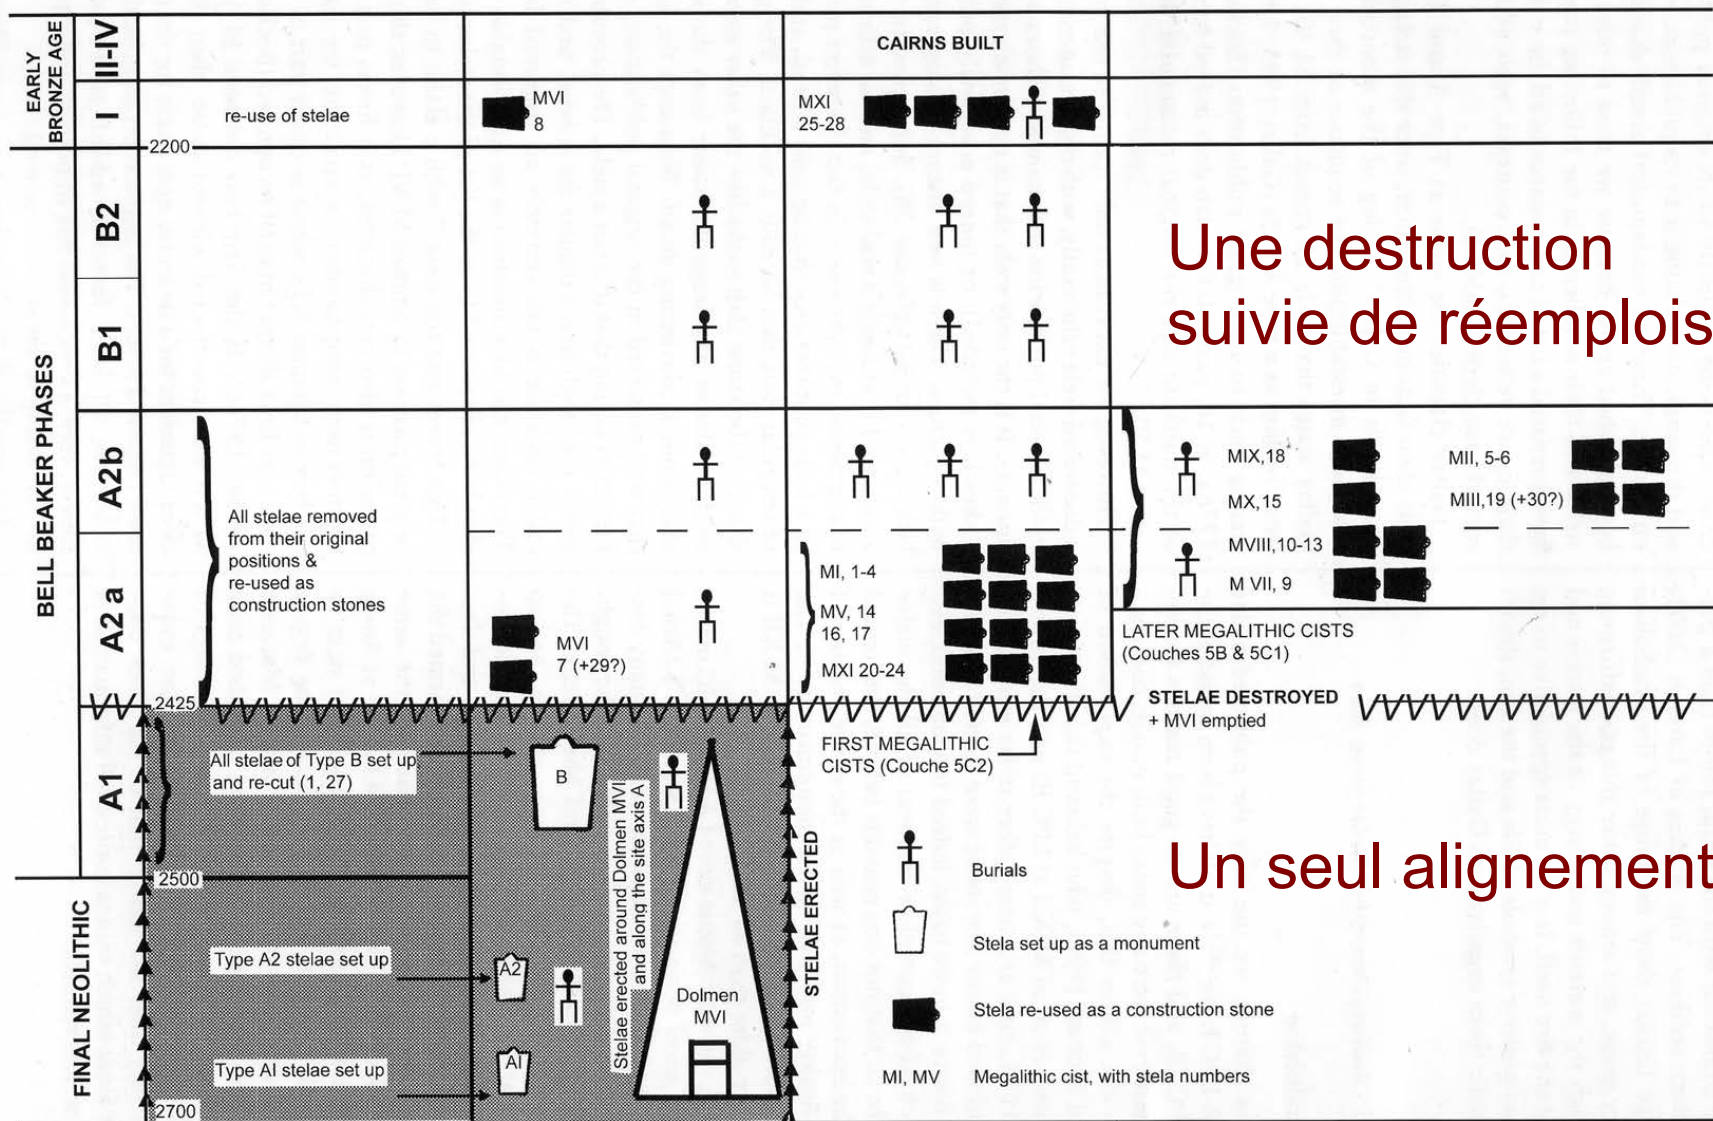 EARLY
BRONZE AGE
II-IV
CAIRNS BUILT
I
re-use of stelae
MVI
8
MXI
25-28
2200
BELL BEAKER PHASES
B2
Une destruction
suivie de réemplois
B1
A2b
MIX,18
MII, 5-6
MX,15
MIII,19 (+30?)
All stelae removed
from their original
positions &
re-used as
construction stones
A2 a
MVIII,10-13
M VII, 9
MI, 1-4
MV, 14
16, 17
MXI 20-24
MVI
7 (+29?)
LATER MEGALITHIC CISTS
(Couches 5B & 5C1)
2425
STELAE DESTROYED
+ MVI emptied
FIRST MEGALITHIC
CISTS (Couche 5C2)
A1
All stelae of Type B set up
and re-cut (1, 27)
B
Stelae erected around Dolmen MVI
and along the site axis A
STELAE ERECTED
2500
Burials
Un seul alignement
FINAL NEOLITHIC
Type A2 stelae set up
A2
Stela set up as a monument
Dolmen
MVI
Stela re-used as a construction stone
Type AI stelae set up
AI
MI, MV
Megalithic cist, with stela numbers
2700